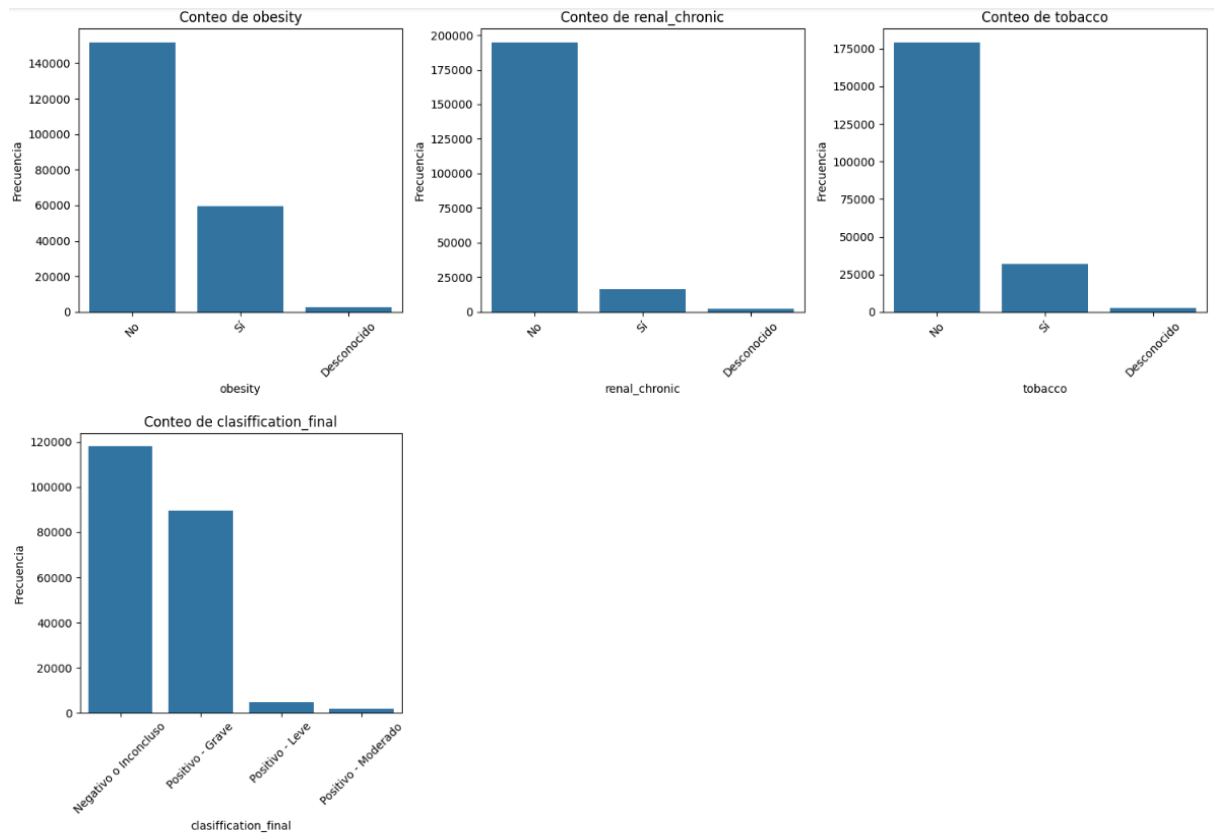 Conteo de obesity
Frecuencia
140000
120000
100000
80000
60000
40000
20000
0
No
Sí
Desconocido
obesity
Conteo de renal_chronic
Frecuencia
200000
175000
150000
125000
100000
75000
50000
25000
0
No
Sí
Desconocido
renal_chronic
Conteo de tobacco
Frecuencia
175000
150000
125000
100000
75000
50000
25000
0
No
Sí
Desconocido
tobacco
Conteo de clasiffication_final
Frecuencia
120000
100000
80000
60000
40000
20000
0
Negativo o Inconcluso
Positivo - Grave
Positivo - Leve
Positivo - Moderado
clasiffication_final